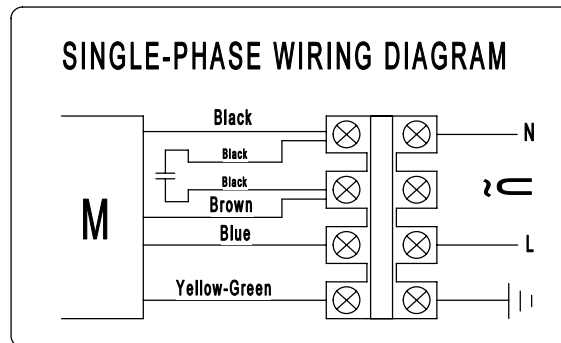 SINGLE-PHASE WIRING DIAGRAM
Black
N
Black
Black
Brown
M
U
~
Blue
L
Yellow-Green